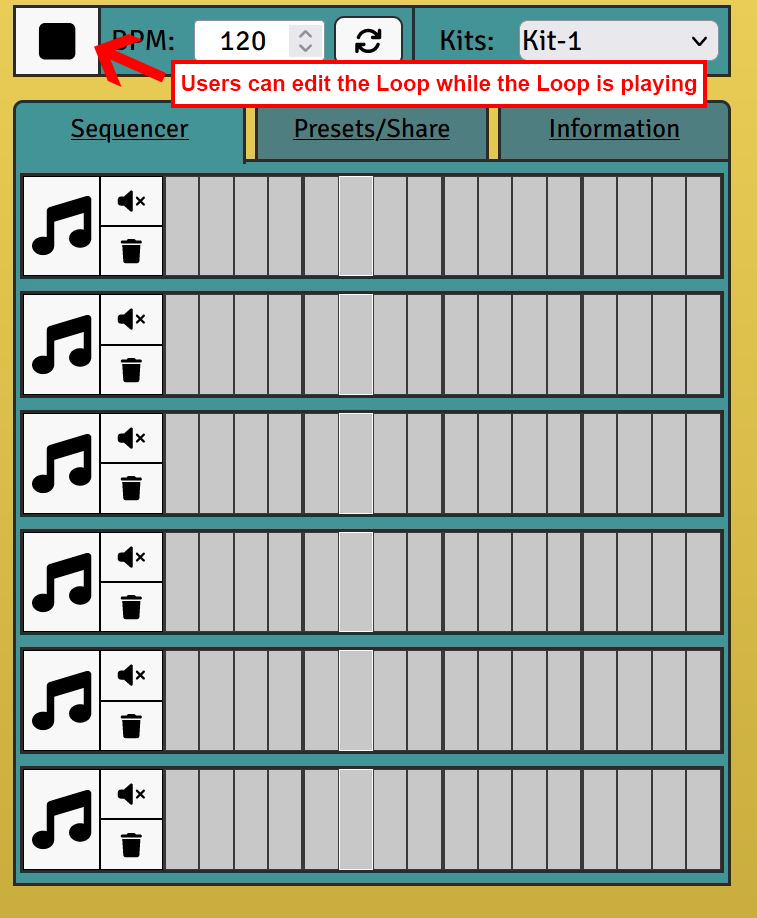 BPM: 120 Kits: Kit-1
Users can edit the Loop while the Loop is playing
Sequencer Presets/Share Information